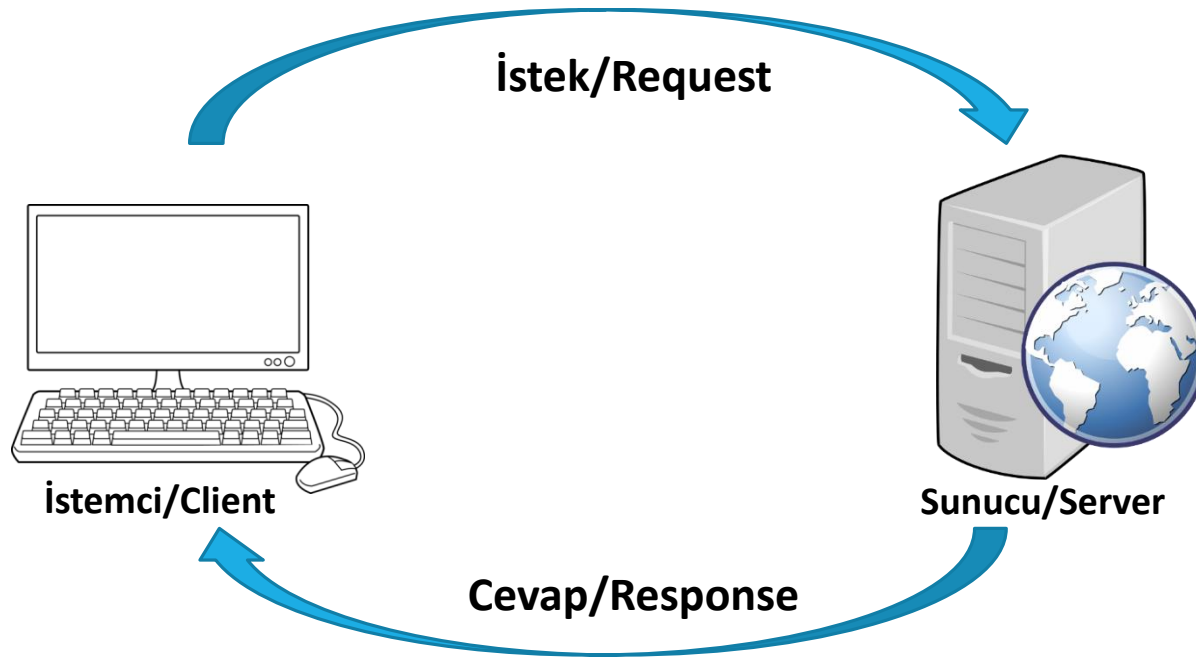 İstek/Request
İstemci/Client
Sunucu/Server
Cevap/Response